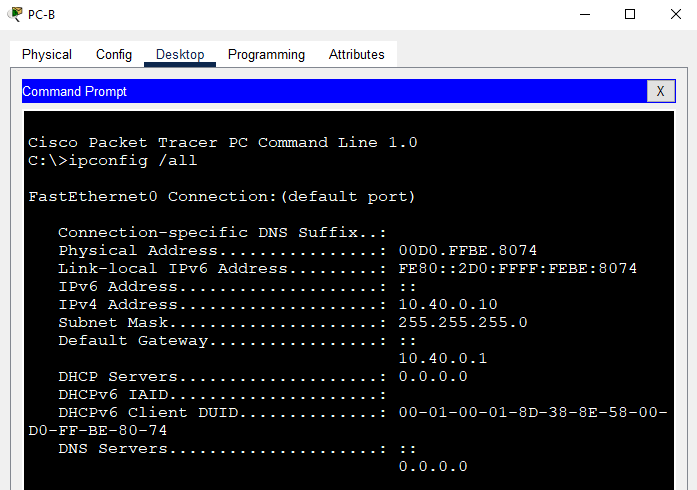 PC-B
Physical Config Desktop Programming Attributes
Command Prompt X
Cisco Packet Tracer PC Command Line 1.0
C:\>ipconfig /all
FastEthernet0 Connection:(default port)
Connection-specific DNS Suffix..:
Physical Address................: 00D0.FFBE.8074
Link-local IPv6 Address.........: FE80::2D0:FFFF:FEBE:8074
IPv6 Address....................: ::
IPv4 Address....................: 10.40.0.10
Subnet Mask.....................: 255.255.255.0
Default Gateway.................: ::
10.40.0.1
DHCP Servers....................: 0.0.0.0
DHCPv6 IAID.....................:
DHCPv6 Client DUID..............: 00-01-00-01-8D-38-8E-58-00-
D0-FF-BE-80-74
DNS Servers.....................: ::
0.0.0.0